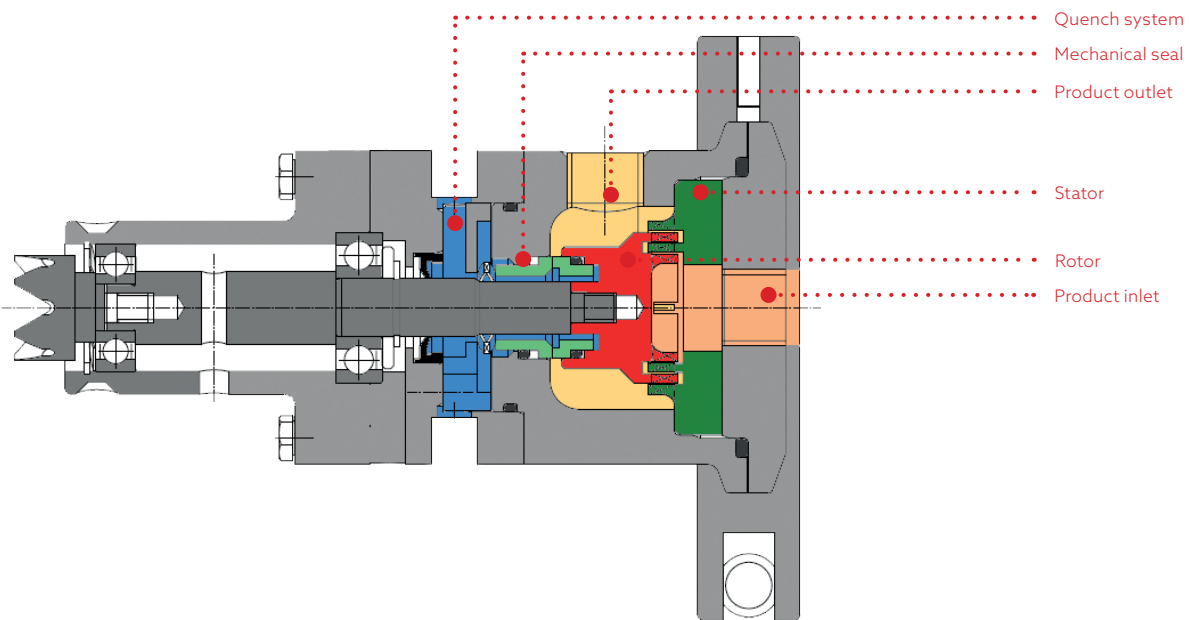 Quench system
Mechanical seal
Product outlet
Stator
Rotor
Product inlet